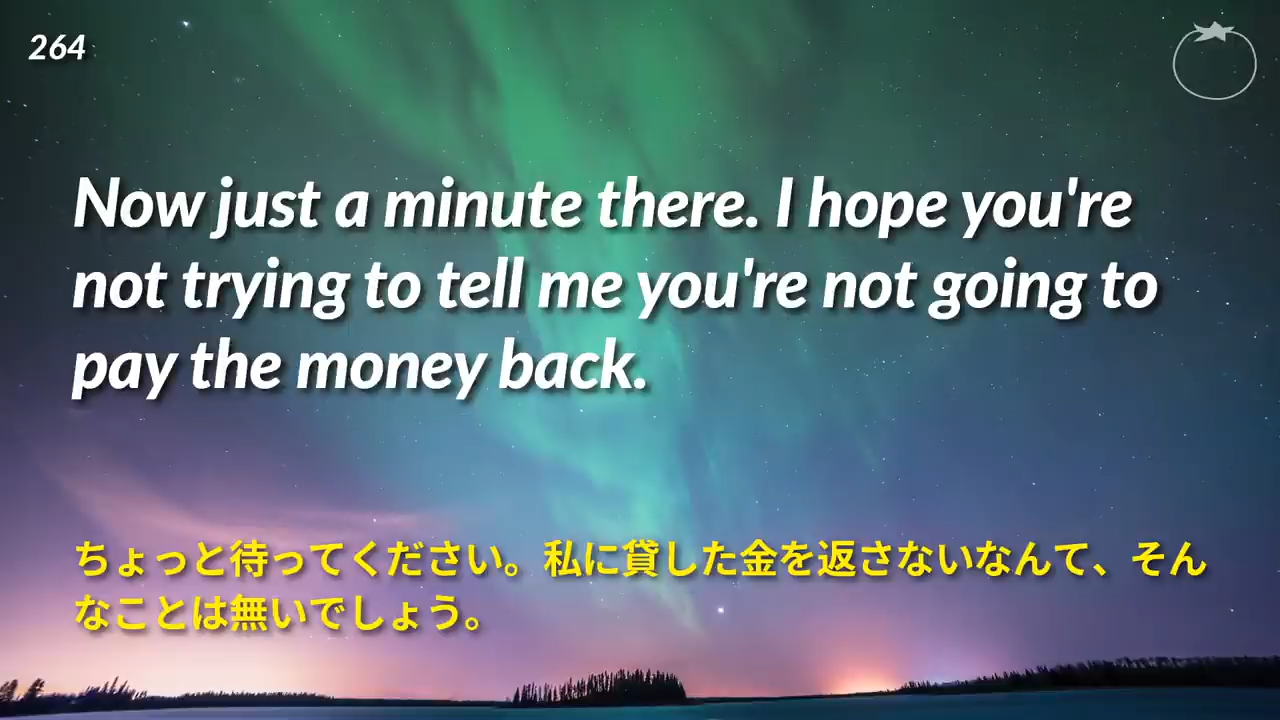 264
Now just a minute there. I hope you're
not trying to tell me you're not going to
pay the money back.
ちょっと待ってください。私に貸した金を返さないなんて、そん
なことは無いでしょう。